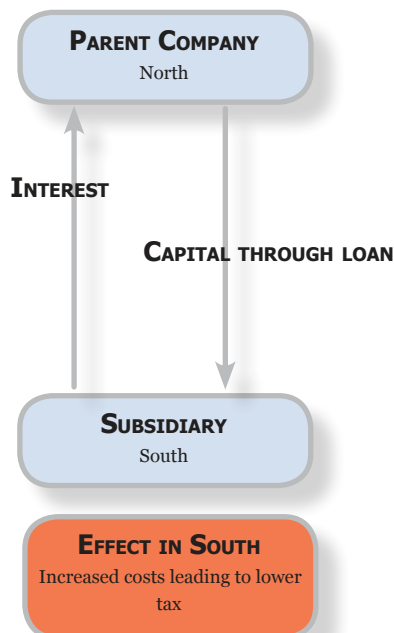 Parent Company
North
Interest
Capital through loan
Subsidiary
South
Effect in South
Increased costs leading to lower
tax